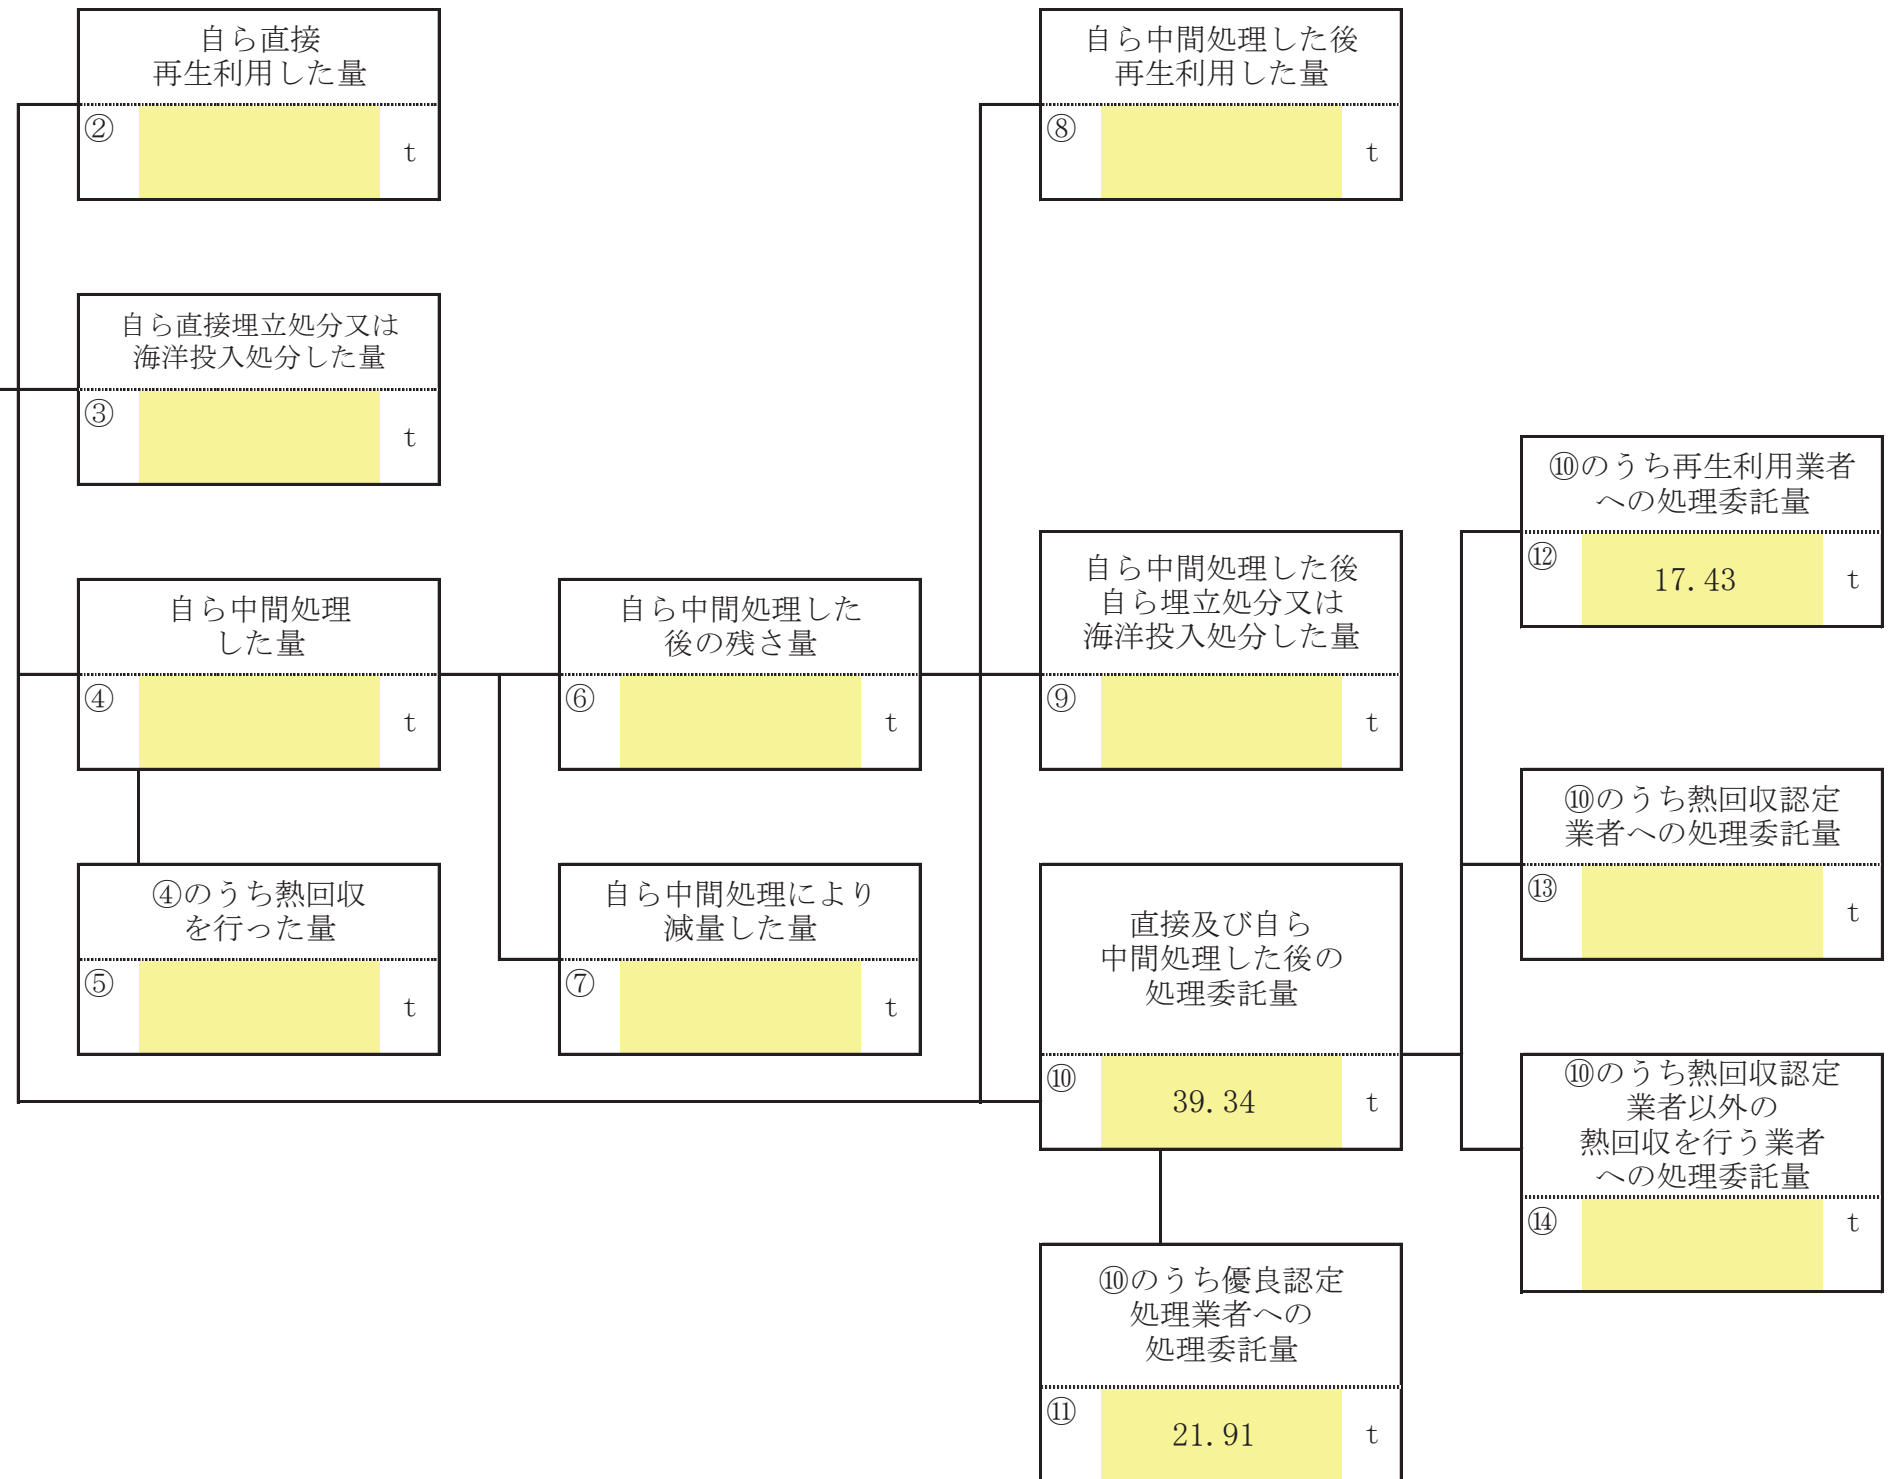 自ら直接
再生利用した量
②
t
自ら直接埋立処分又は
海洋投入処分した量
③
t
自ら中間処理
した量
④
t
④のうち熱回収
を行った量
⑤
t
自ら中間処理した
後の残さ量
⑥
t
自ら中間処理により
減量した量
⑦
t
自ら中間処理した後
再生利用した量
⑧
t
自ら中間処理した後
自ら埋立処分又は
海洋投入処分した量
⑨
t
直接及び自ら
中間処理した後の
処理委託量
⑩ 39.34 t
⑩のうち優良認定
処理業者への
処理委託量
⑪ 21.91 t
⑩のうち再生利用業者
への処理委託量
⑫ 17.43 t
⑩のうち熱回収認定
業者への処理委託量
⑬
t
⑩のうち熱回収認定
業者以外の
熱回収を行う業者
への処理委託量
⑭ t